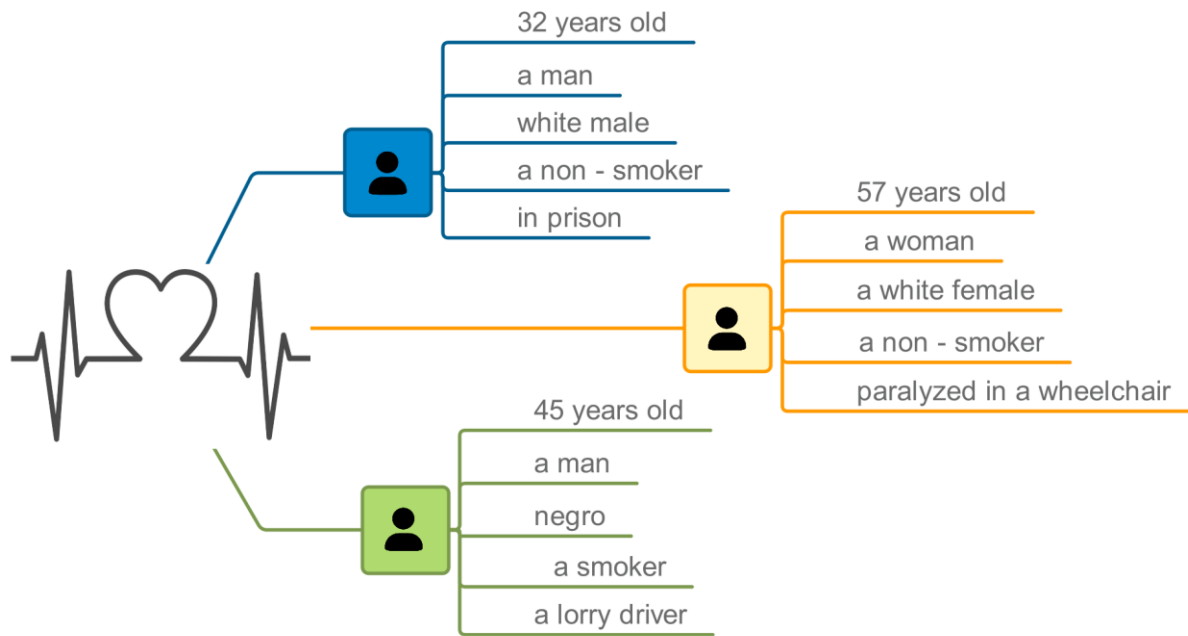 32 years old
a man
white male
a non - smoker
in prison
57 years old
a woman
a white female
a non - smoker
paralyzed in a wheelchair
45 years old
a man
negro
a smoker
a lorry driver